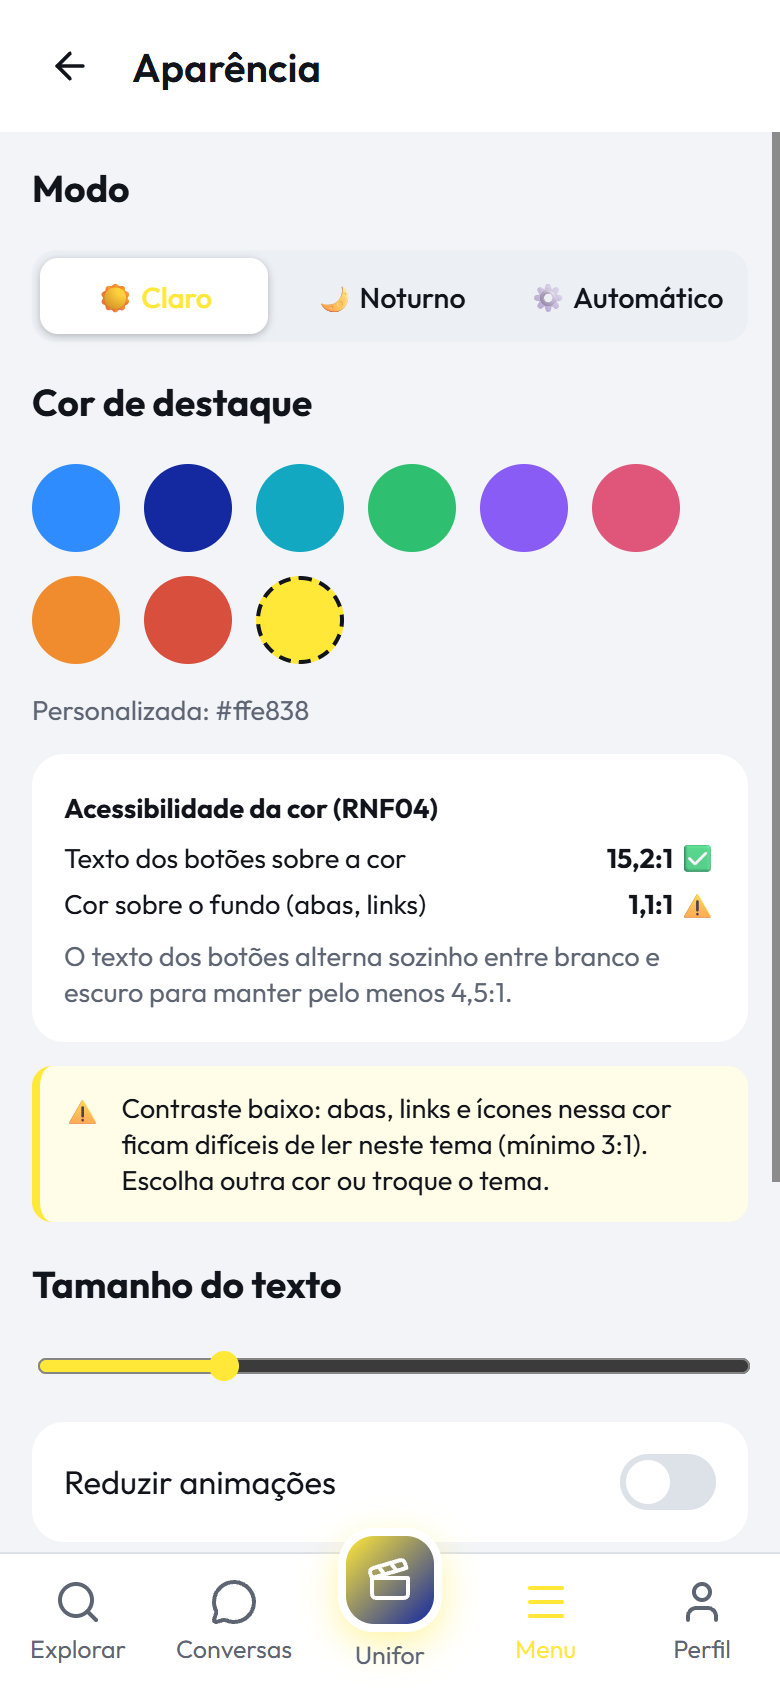 Aparência
Modo
Claro
Noturno
Automático
Cor de destaque
Personalizada: #ffe838
Acessibilidade da cor (RNF04)
Texto dos botões sobre a cor 15,2:1
Cor sobre o fundo (abas, links) 1,1:1
O texto dos botões alterna sozinho entre branco e
escuro para manter pelo menos 4,5:1.
Contraste baixo: abas, links e ícones nessa cor
ficam difíceis de ler neste tema (mínimo 3:1).
Escolha outra cor ou troque o tema.
Tamanho do texto
Reduzir animações
Explorar
Conversas
Unifor
Menu
Perfil